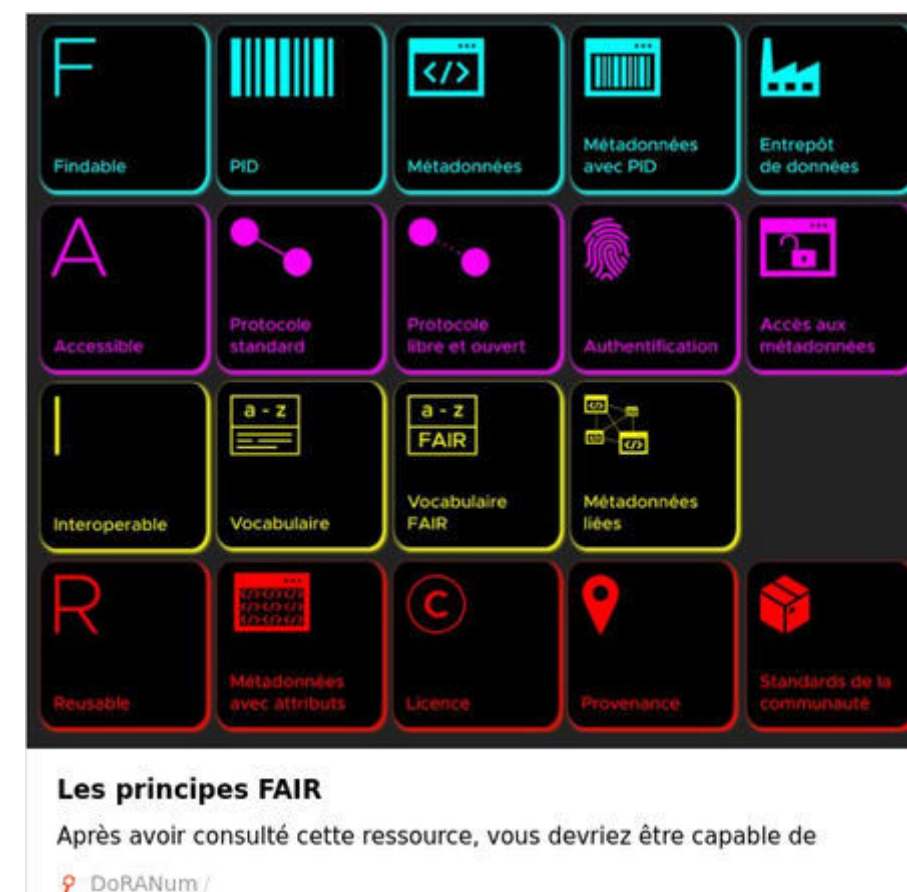 F
Findable
PID
</>
Métadonnées
Métadonnées
avec PID
Entrepôt
de données
A
Accessible
Protocole
standard
Protocole
libre et ouvert
Authentification
Accès aux
métadonnées
I
Interoperable
a - z
Vocabulaire
a - z
FAIR
Vocabulaire
FAIR
Métadonnées
liées
R
Reusable
Métadonnées
avec attributs
C
Licence
Provenance
Standards de la
communauté
Les principes FAIR
Après avoir consulté cette ressource, vous devriez être capable de
DoRANum /